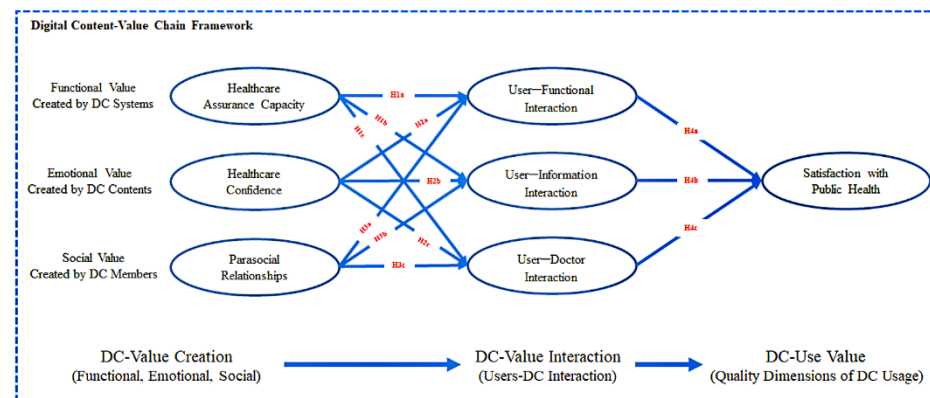 Digital Content-Value Chain Framework
Functional Value
Created by DC Systems
Healthcare
Assurance Capacity
H1a
User—Functional
Interaction
H1b
H2a
H1c
H4a
Emotional Value
Created by DC Contents
Healthcare
Confidence
H2b
User—Information
Interaction
H4b
Satisfaction with
Public Health
H3a
H3b
H2c
H4c
Social Value
Created by DC Members
Parasocial
Relationships
H3c
User—Doctor
Interaction
DC-Value Creation
(Functional, Emotional, Social)
DC-Value Interaction
(Users-DC Interaction)
DC-Use Value
(Quality Dimensions of DC Usage)